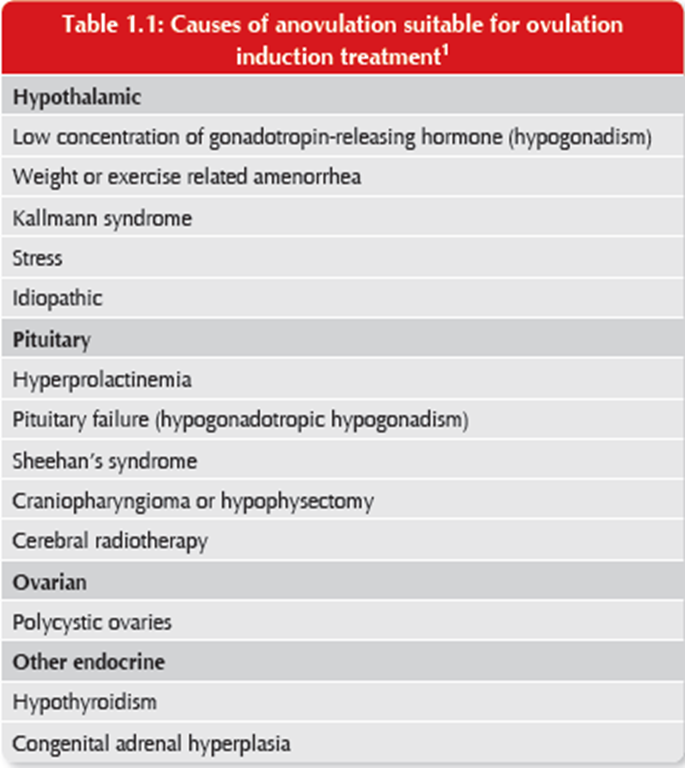 Table 1.1: Causes of anovulation suitable for ovulation
induction treatment¹
Hypothalamic
Low concentration of gonadotropin-releasing hormone (hypogonadism)
Weight or exercise related amenorrhea
Kallmann syndrome
Stress
Idiopathic
Pituitary
Hyperprolactinemia
Pituitary failure (hypogonadotropic hypogonadism)
Sheehan’s syndrome
Craniopharyngioma or hypophysectomy
Cerebral radiotherapy
Ovarian
Polycystic ovaries
Other endocrine
Hypothyroidism
Congenital adrenal hyperplasia